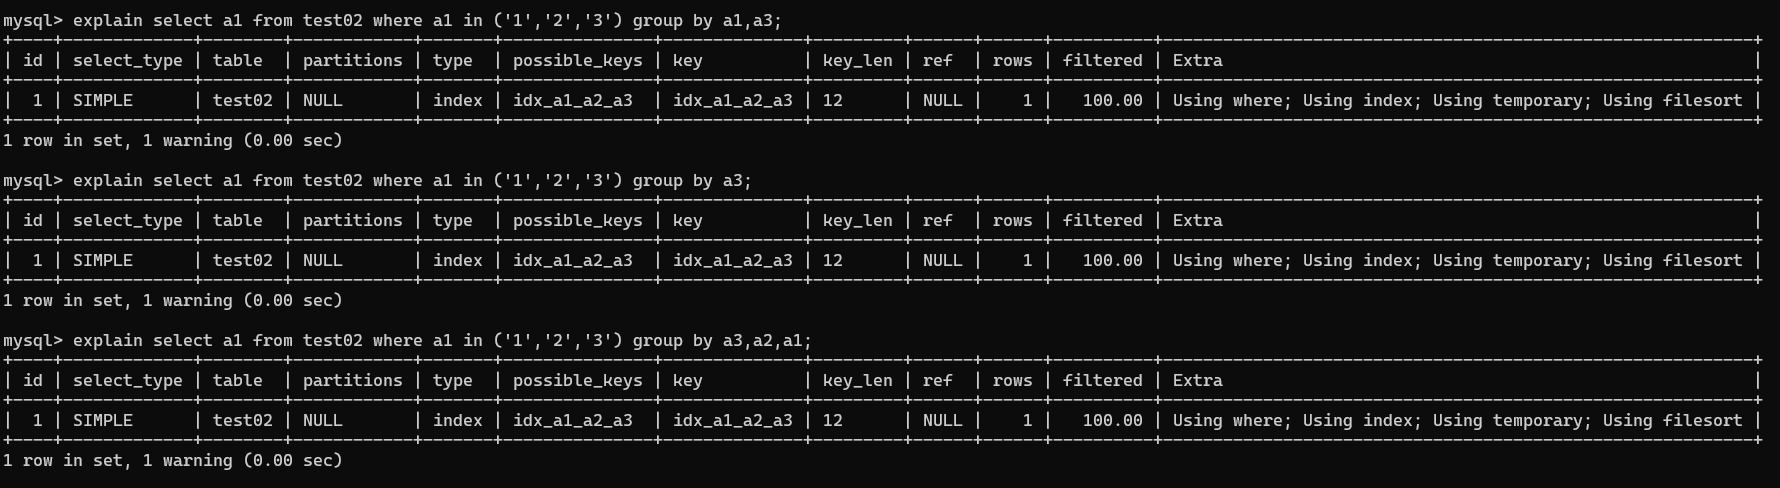 mysql> explain select a1 from test02 where a1 in ('1','2','3') group by a1,a3;
+----+-------------+--------+------------+-------+---------------+--------------+---------+------+------+----------+-----------------------------------------------------------+
| id | select_type | table  | partitions | type  | possible_keys | key          | key_len | ref  | rows | filtered | Extra                                                     |
+----+-------------+--------+------------+-------+---------------+--------------+---------+------+------+----------+-----------------------------------------------------------+
|  1 | SIMPLE      | test02 | NULL       | index | idx_a1_a2_a3  | idx_a1_a2_a3 | 12      | NULL |    1 |   100.00 | Using where; Using index; Using temporary; Using filesort |
+----+-------------+--------+------------+-------+---------------+--------------+---------+------+------+----------+-----------------------------------------------------------+
1 row in set, 1 warning (0.00 sec)
mysql> explain select a1 from test02 where a1 in ('1','2','3') group by a3;
+----+-------------+--------+------------+-------+---------------+--------------+---------+------+------+----------+-----------------------------------------------------------+
| id | select_type | table  | partitions | type  | possible_keys | key          | key_len | ref  | rows | filtered | Extra                                                     |
+----+-------------+--------+------------+-------+---------------+--------------+---------+------+------+----------+-----------------------------------------------------------+
|  1 | SIMPLE      | test02 | NULL       | index | idx_a1_a2_a3  | idx_a1_a2_a3 | 12      | NULL |    1 |   100.00 | Using where; Using index; Using temporary; Using filesort |
+----+-------------+--------+------------+-------+---------------+--------------+---------+------+------+----------+-----------------------------------------------------------+
1 row in set, 1 warning (0.00 sec)
mysql> explain select a1 from test02 where a1 in ('1','2','3') group by a3,a2,a1;
+----+-------------+--------+------------+-------+---------------+--------------+---------+------+------+----------+-----------------------------------------------------------+
| id | select_type | table  | partitions | type  | possible_keys | key          | key_len | ref  | rows | filtered | Extra                                                     |
+----+-------------+--------+------------+-------+---------------+--------------+---------+------+------+----------+-----------------------------------------------------------+
|  1 | SIMPLE      | test02 | NULL       | index | idx_a1_a2_a3  | idx_a1_a2_a3 | 12      | NULL |    1 |   100.00 | Using where; Using index; Using temporary; Using filesort |
+----+-------------+--------+------------+-------+---------------+--------------+---------+------+------+----------+-----------------------------------------------------------+
1 row in set, 1 warning (0.00 sec)